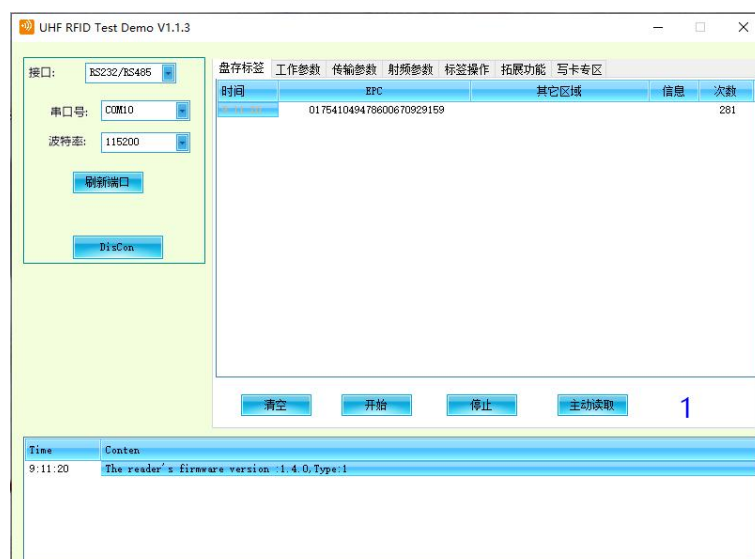 UHF RFID Test Demo V1.1.3
接口: RS232/RS485
串口号: COM10
波特率: 115200
刷新端口
DisCon
盘存标签 工作参数 传输参数 射频参数 标签操作 拓展功能 写卡专区
时间 EPC 其它区域 信息 次数
017541049478600670929159 281
清空 开始 停止 主动读取 1
Time Conten
9:11:20 The reader's firmware version :1.4.0,Type:1